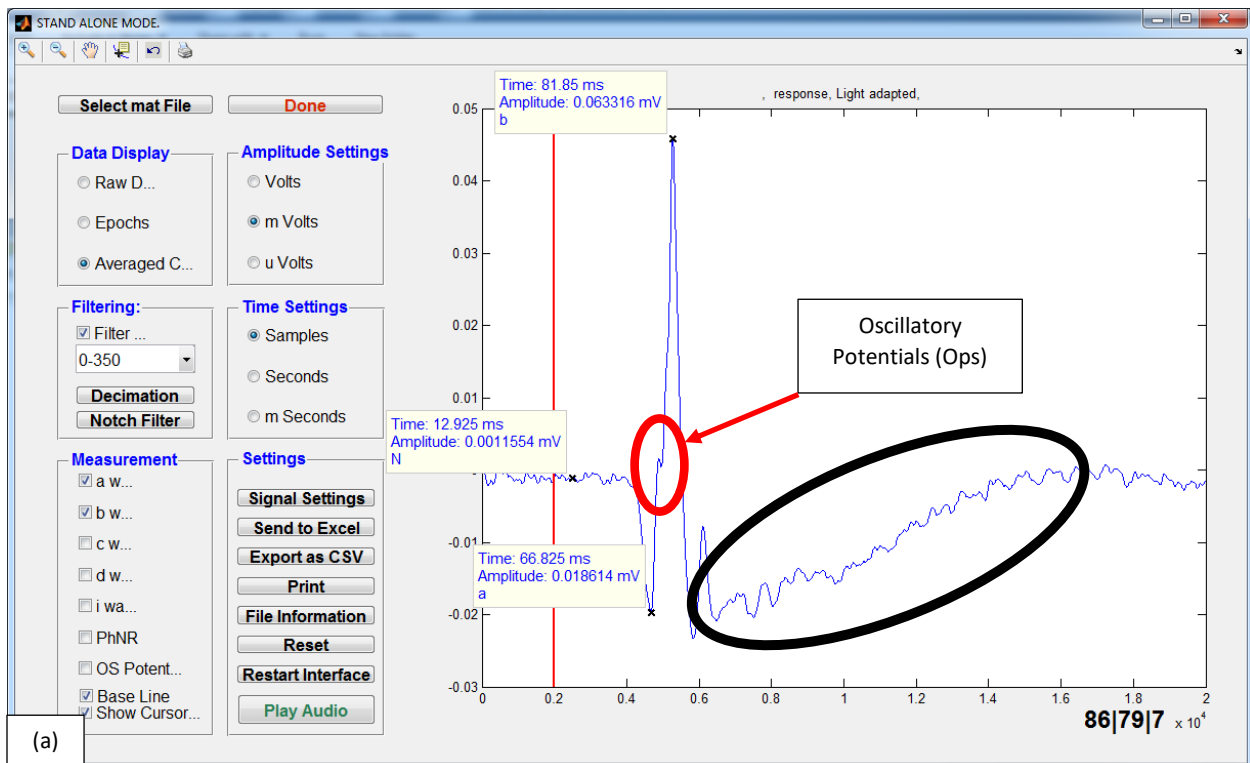 STAND ALONE MODE.
Select mat File
Done
Data Display
Raw D...
Epochs
Averaged C...
Amplitude Settings
Volts
m Volts
u Volts
Filtering:
Filter ...
0-350
Decimation
Notch Filter
Time Settings
Samples
Seconds
m Seconds
Measurement
a w...
b w...
c w...
d w...
i wa...
PhNR
OS Potent...
Base Line
Show Cursor...
Settings
Signal Settings
Send to Excel
Export as CSV
Print
File Information
Reset
Restart Interface
Play Audio
(a)
, response, Light adapted,
Time: 81.85 ms
Amplitude: 0.063316 mV
b
Oscillatory
Potentials (Ops)
Time: 12.925 ms
Amplitude: 0.0011554 mV
N
Time: 66.825 ms
Amplitude: 0.018614 mV
a
0.05
0.04
0.03
0.02
0.01
-0.01
-0.02
-0.03
0 0.2 0.4 0.6 0.8 1 1.2 1.4 1.6 1.8 2
86|79|7 x 10⁴